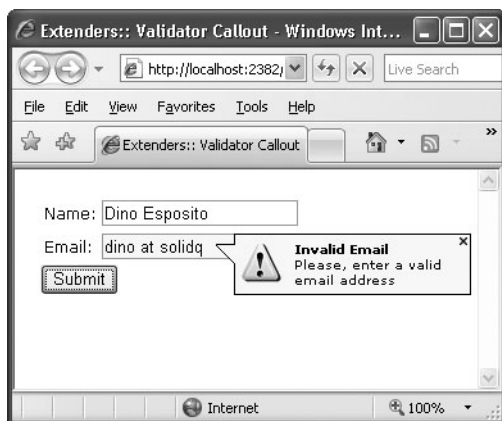 Extenders:: Validator Callout - Windows Int...
http://localhost:2382/
Live Search
File Edit View Favorites Tools Help
Extenders:: Validator Callout
»
Name: Dino Esposito
Email: dino at solidq
Invalid Email
Please, enter a valid
email address
Submit
Internet
100%